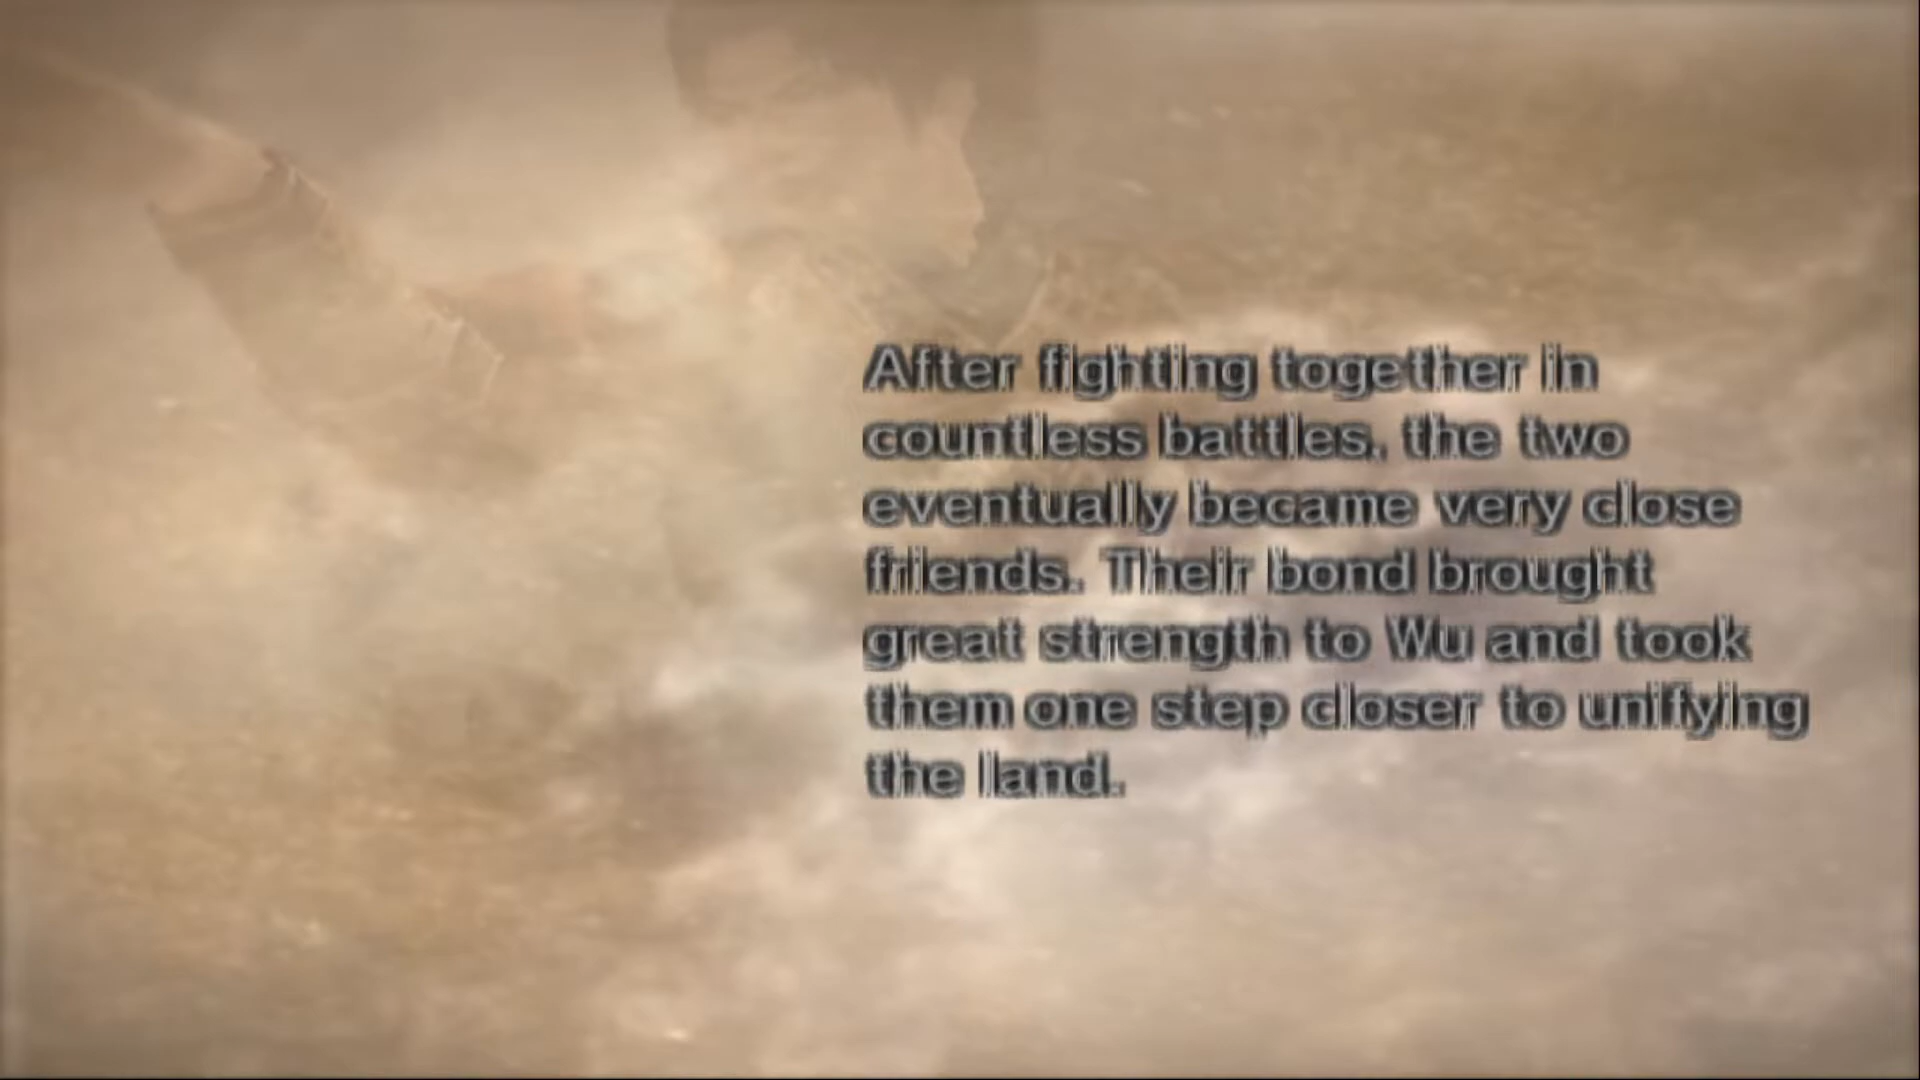 After fighting together in
countless battles, the two
eventually became very close
friends. Their bond brought
great strength to Wu and took
them one step closer to unifying
the land.